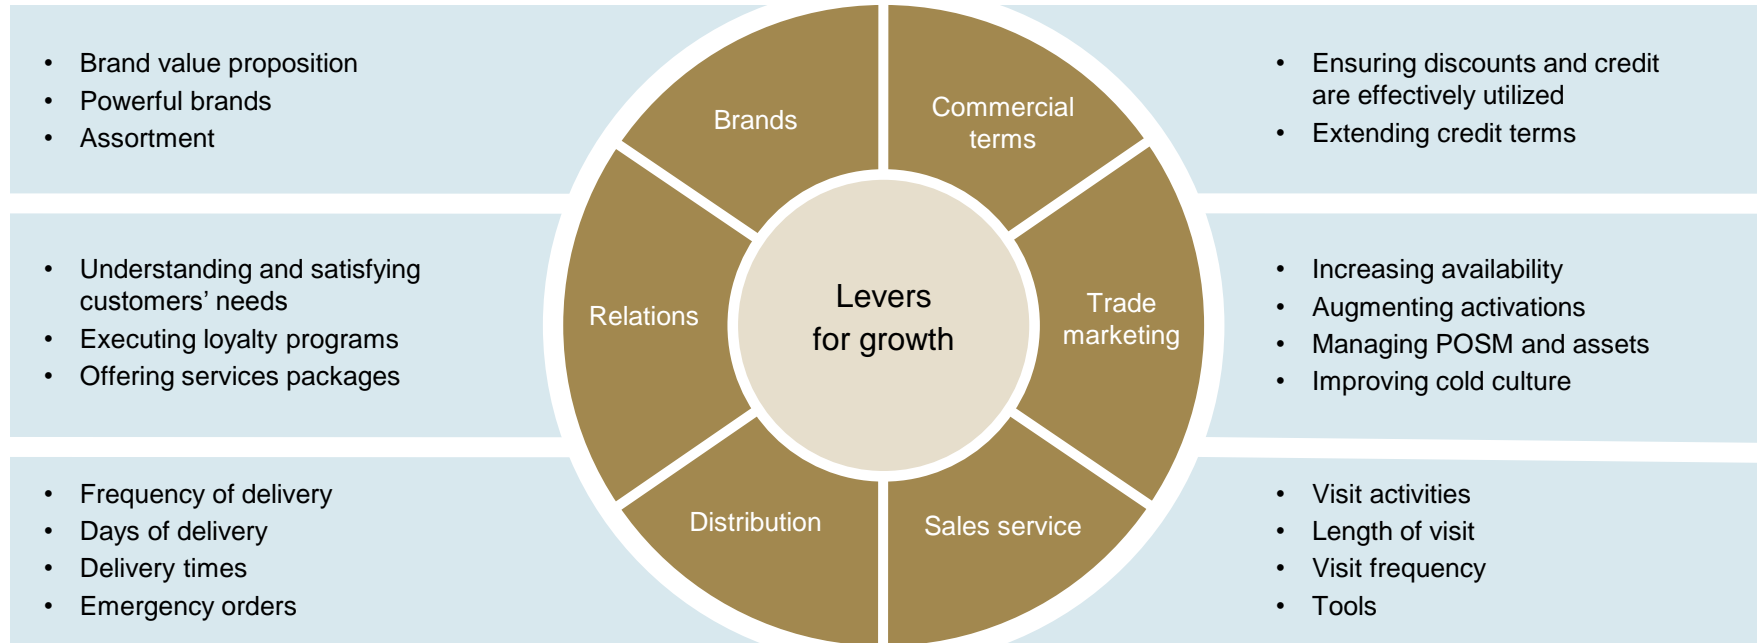 • Brand value proposition
• Powerful brands
• Assortment
Brands
Commercial
terms
• Ensuring discounts and credit
are effectively utilized
• Extending credit terms
• Understanding and satisfying
customers’ needs
• Executing loyalty programs
• Offering services packages
Relations
Levers
for growth
Trade
marketing
• Increasing availability
• Augmenting activations
• Managing POSM and assets
• Improving cold culture
• Frequency of delivery
• Days of delivery
• Delivery times
• Emergency orders
Distribution
Sales service
• Visit activities
• Length of visit
• Visit frequency
• Tools